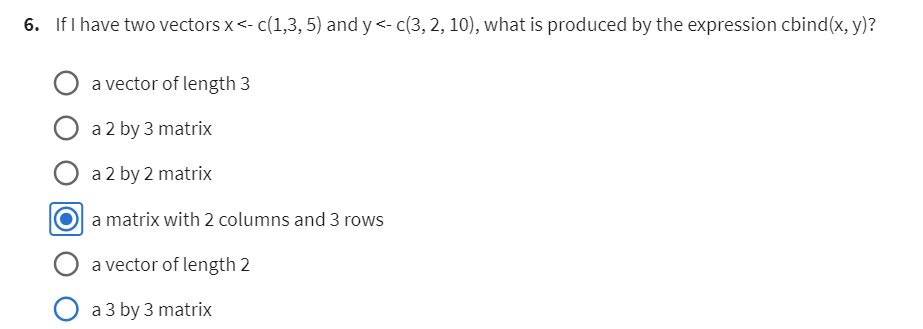 6. If I have two vectors x <- c(1,3, 5) and y <- c(3, 2, 10), what is produced by the expression cbind(x, y)?
a vector of length 3
a 2 by 3 matrix
a 2 by 2 matrix
a matrix with 2 columns and 3 rows
a vector of length 2
a 3 by 3 matrix